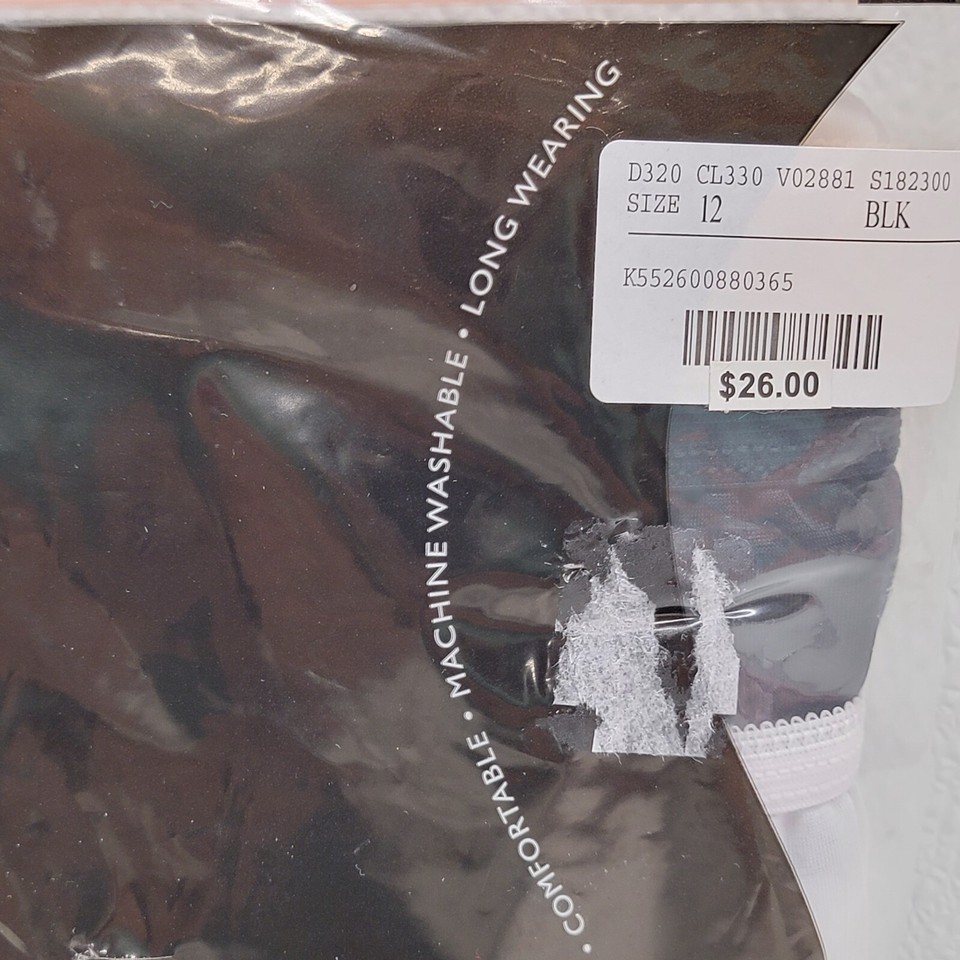 • COMFORTABLE • MACHINE WASHABLE • LONG WEARING
D320 CL330 V02881 S182300
SIZE 12 BLK
K552600880365
$26.00